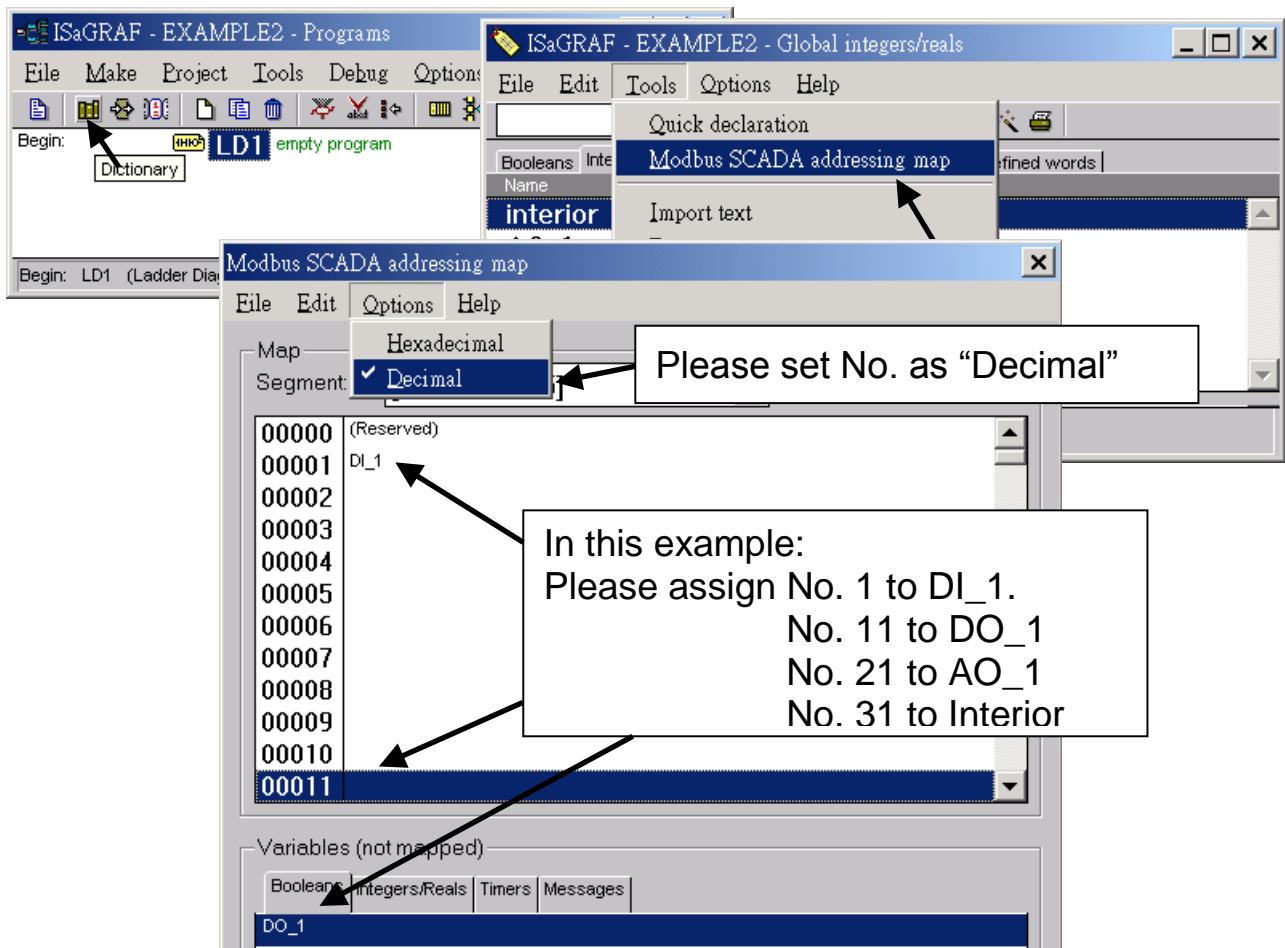 ISaGRAF - EXAMPLE2 - Programs
File Make Project Tools Debug Options
Begin: LD1 empty program
Dictionary
Begin: LD1 (Ladder Dia
ISaGRAF - EXAMPLE2 - Global integers/reals
File Edit Tools Options Help
Quick declaration
Modbus SCADA addressing map
Import text
Booleans Inte fined words
Name
interior
Modbus SCADA addressing map
File Edit Options Help
Hexadecimal
Decimal
Map
Segment:
Please set No. as “Decimal”
00000 (Reserved)
00001 DI_1
00002
00003
00004
00005
00006
00007
00008
00009
00010
00011
In this example:
Please assign No. 1 to DI_1.
No. 11 to DO_1
No. 21 to AO_1
No. 31 to Interior
Variables (not mapped)
Booleans Integers/Reals Timers Messages
DO_1